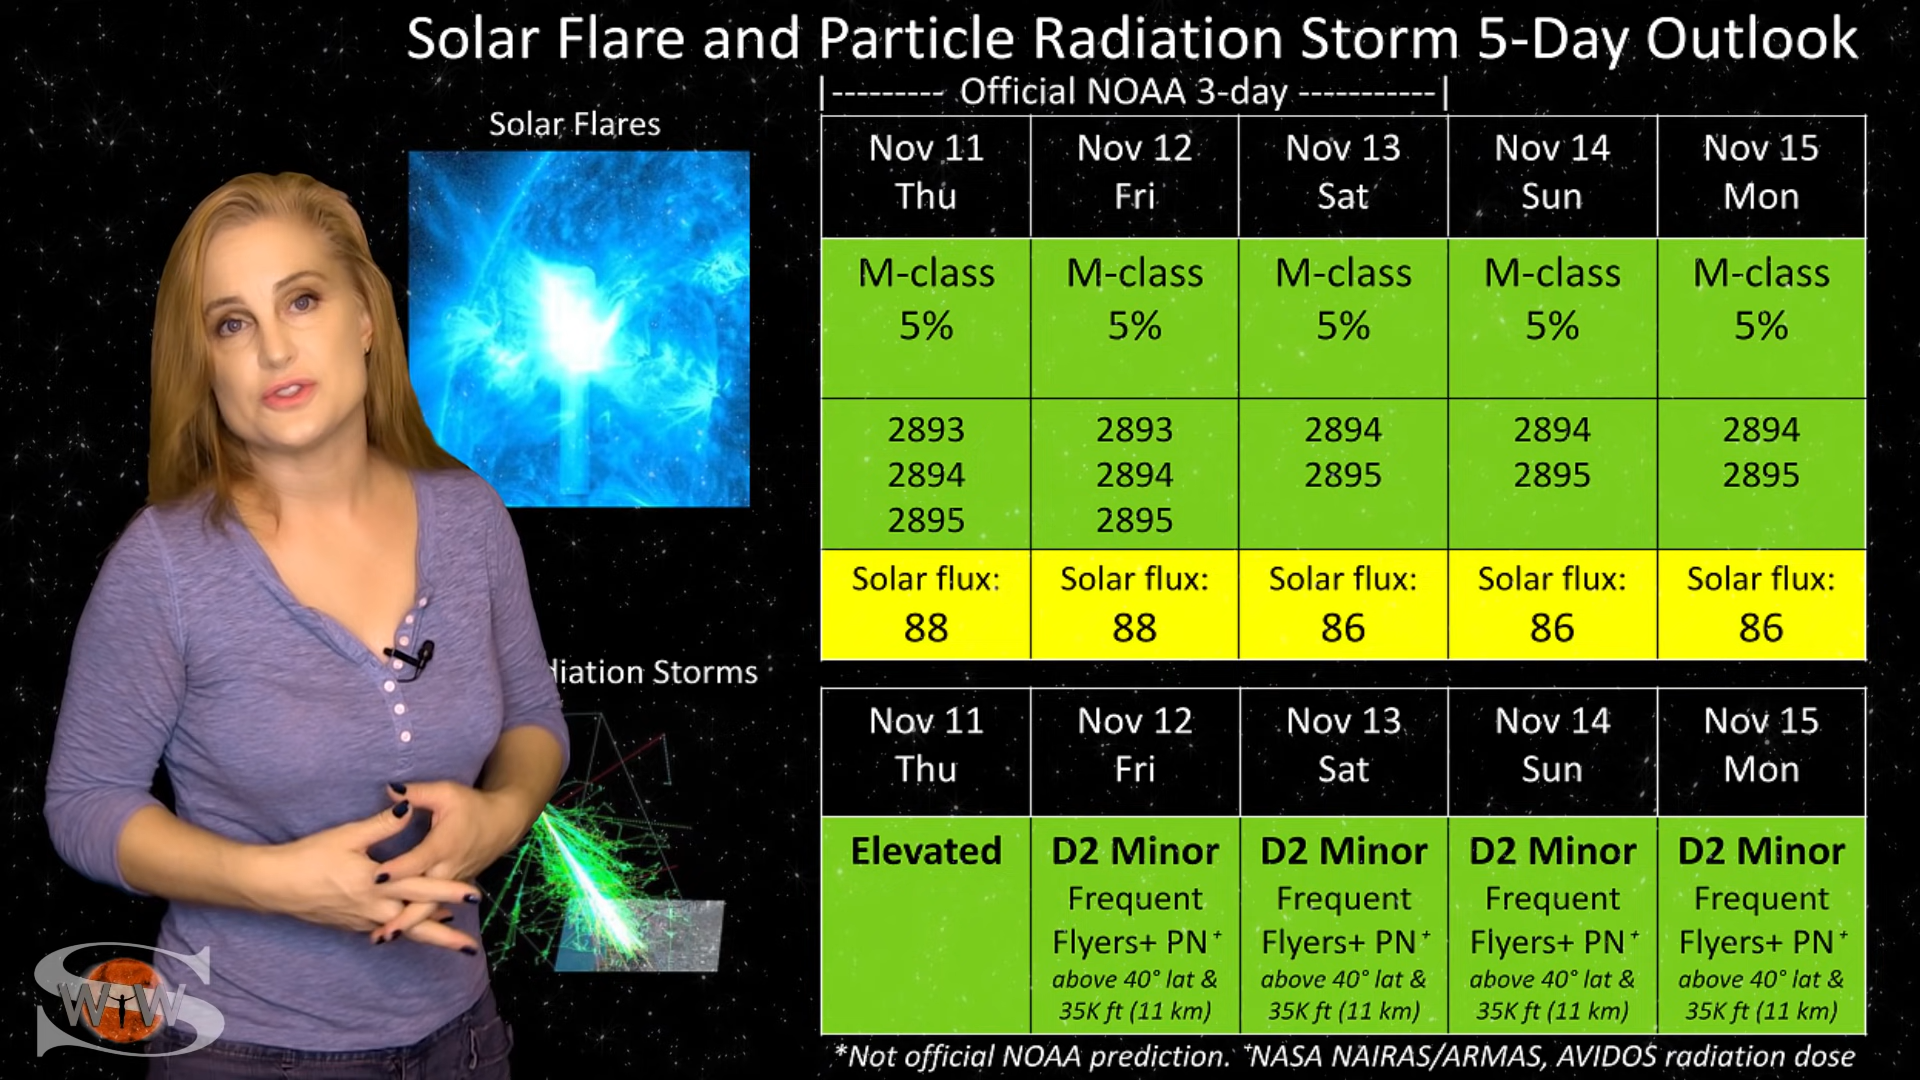 Solar Flare and Particle Radiation Storm 5-Day Outlook
|--------- Official NOAA 3-day -----------|
Solar Flares
Nov 11 Nov 12 Nov 13 Nov 14 Nov 15
Thu Fri Sat Sun Mon
M-class M-class M-class M-class M-class
5% 5% 5% 5% 5%
2893 2893 2894 2894 2894
2894 2894 2895 2895 2895
2895 2895
Solar flux: Solar flux: Solar flux: Solar flux: Solar flux:
88 88 86 86 86
diation Storms
Nov 11 Nov 12 Nov 13 Nov 14 Nov 15
Thu Fri Sat Sun Mon
Elevated D2 Minor D2 Minor D2 Minor D2 Minor
Frequent Frequent Frequent Frequent
Flyers+ PN⁺ Flyers+ PN⁺ Flyers+ PN⁺ Flyers+ PN⁺
above 40° lat & above 40° lat & above 40° lat & above 40° lat &
35K ft (11 km) 35K ft (11 km) 35K ft (11 km) 35K ft (11 km)
*Not official NOAA prediction. ⁺NASA NAIRAS/ARMAS, AVIDOS radiation dose
S
WTW